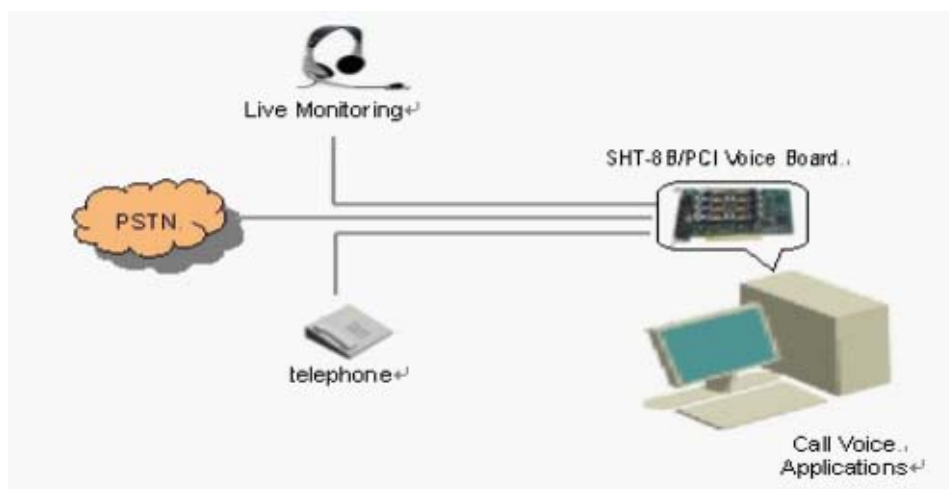 Live Monitoring↵
SHT-8B/PCI Voice Board.
PSTN
telephone↵
Call Voice.
Applications↵